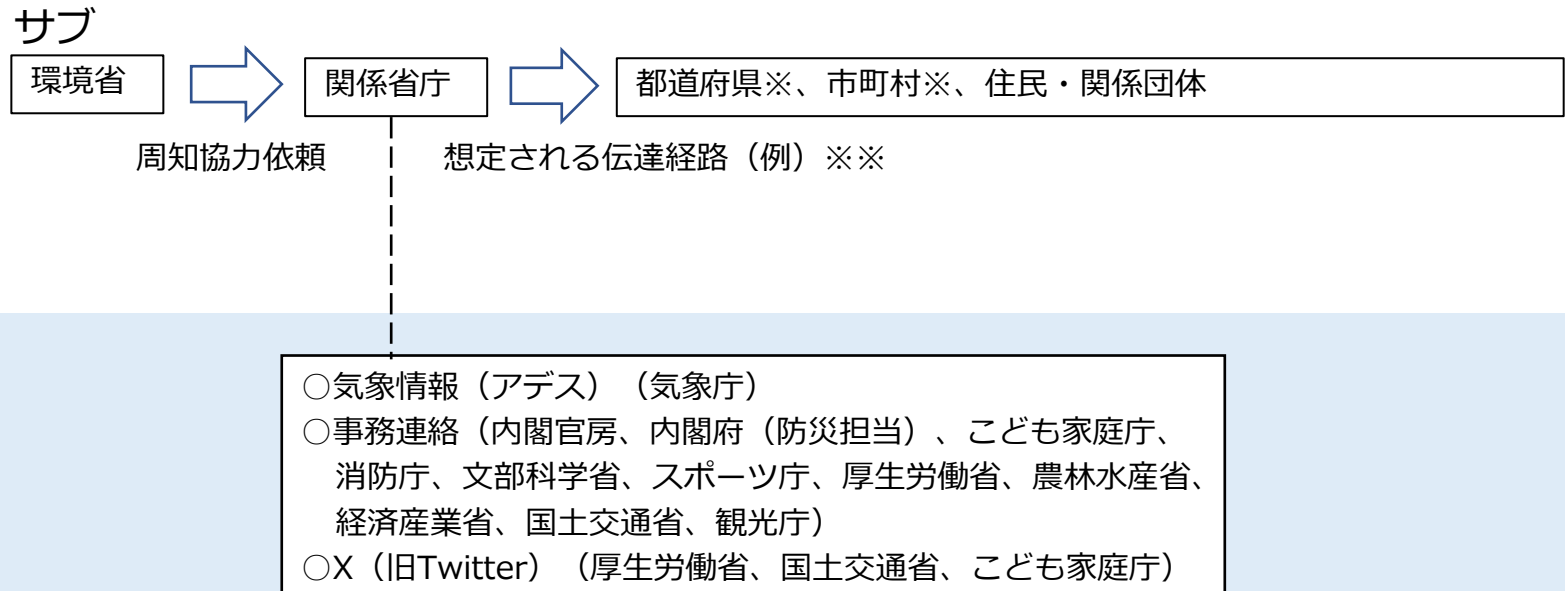 サブ
環境省
関係省庁
都道府県※、市町村※、住民・関係団体
周知協力依頼
想定される伝達経路（例）※※
○気象情報（アデス）（気象庁）
○事務連絡（内閣官房、内閣府（防災担当）、こども家庭庁、
消防庁、文部科学省、スポーツ庁、厚生労働省、農林水産省、
経済産業省、国土交通省、観光庁）
○X（旧Twitter）（厚生労働省、国土交通省、こども家庭庁）